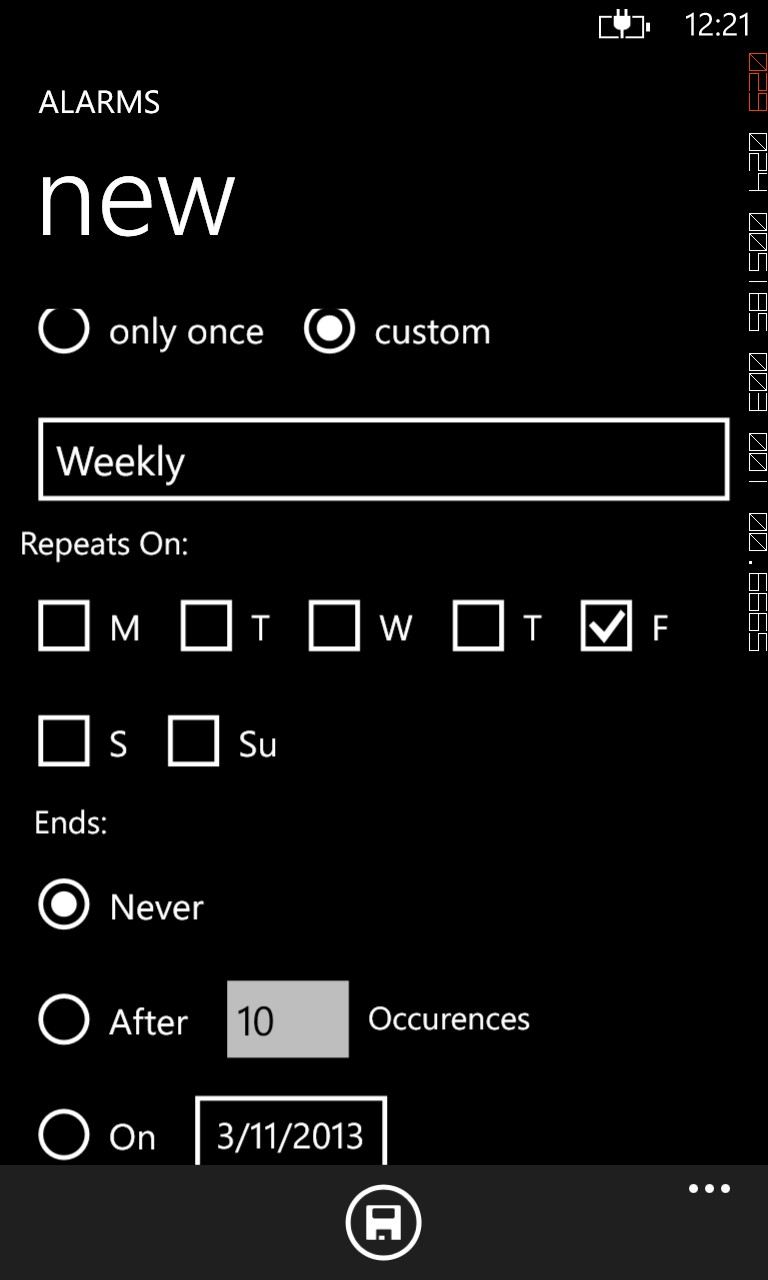 12:21
ALARMS
new
only once custom
Weekly
Repeats On:
M T W T F
S Su
Ends:
Never
After 10 Occurences
On 3/11/2013